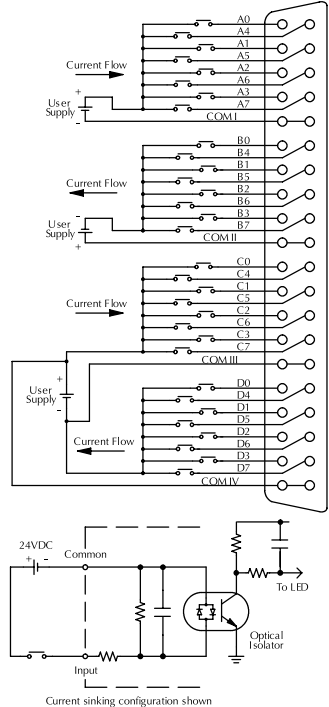 A0
A4
A1
A5
Current Flow
A2
A6
A3
+
User
Supply
A7
-
COM I
B0
B4
B1
B5
Current Flow
B2
B6
B3
-
User
Supply
B7
+
COM II
C0
C4
C1
C5
Current Flow
C2
C6
C3
C7
COM III
+
User
Supply
-
D0
D4
D1
D5
Current Flow
D2
D6
D3
D7
COM IV
24VDC
+ -
Common
To LED
Optical
Isolator
Input
Current sinking configuration shown